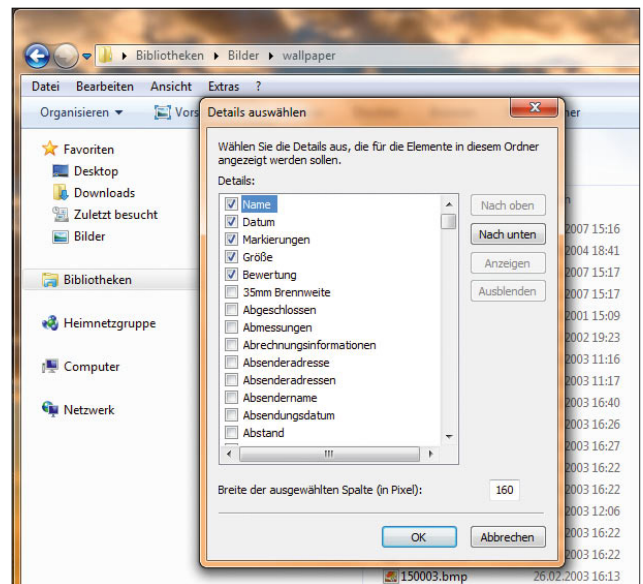 Bibliotheken Bilder wallpaper
Datei Bearbeiten Ansicht Extras ?
Organisieren Vors
Details auswählen
Favoriten
Desktop
Downloads
Zuletzt besucht
Bilder
Bibliotheken
Heimnetzgruppe
Computer
Netzwerk
Wählen Sie die Details aus, die für die Elemente in diesem Ordner
angezeigt werden sollen.
Details:
Name
Datum
Markierungen
Größe
Bewertung
35mm Brennweite
Abgeschlossen
Abmessungen
Abrechnungsinformationen
Absenderadresse
Absenderadressen
Absendername
Absendungsdatum
Abstand
Nach oben
Nach unten
Anzeigen
Ausblenden
Breite der ausgewählten Spalte (in Pixel): 160
OK Abbrechen
2007 15:16
2004 18:41
2007 15:17
2007 15:17
2001 15:09
2002 19:23
2003 11:16
2003 11:17
2003 16:40
2003 16:26
2003 16:27
2003 16:22
2003 16:22
2003 12:06
2003 16:22
2003 16:22
150003.bmp 26.02.2003 16:13